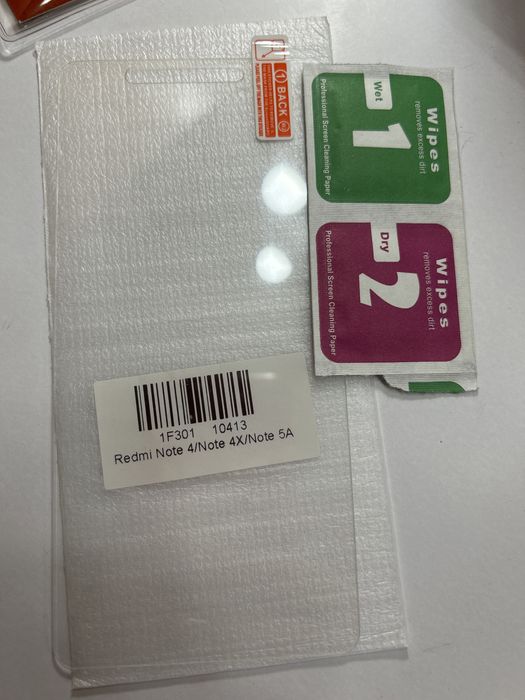 ① BACK
Wipes
removes excess dirt
Wet
1
Professional Screen Cleaning Paper
Wipes
removes excess dirt
Dry
2
Professional Screen Cleaning Paper
1F301 10413
Redmi Note 4/Note 4X/Note 5A